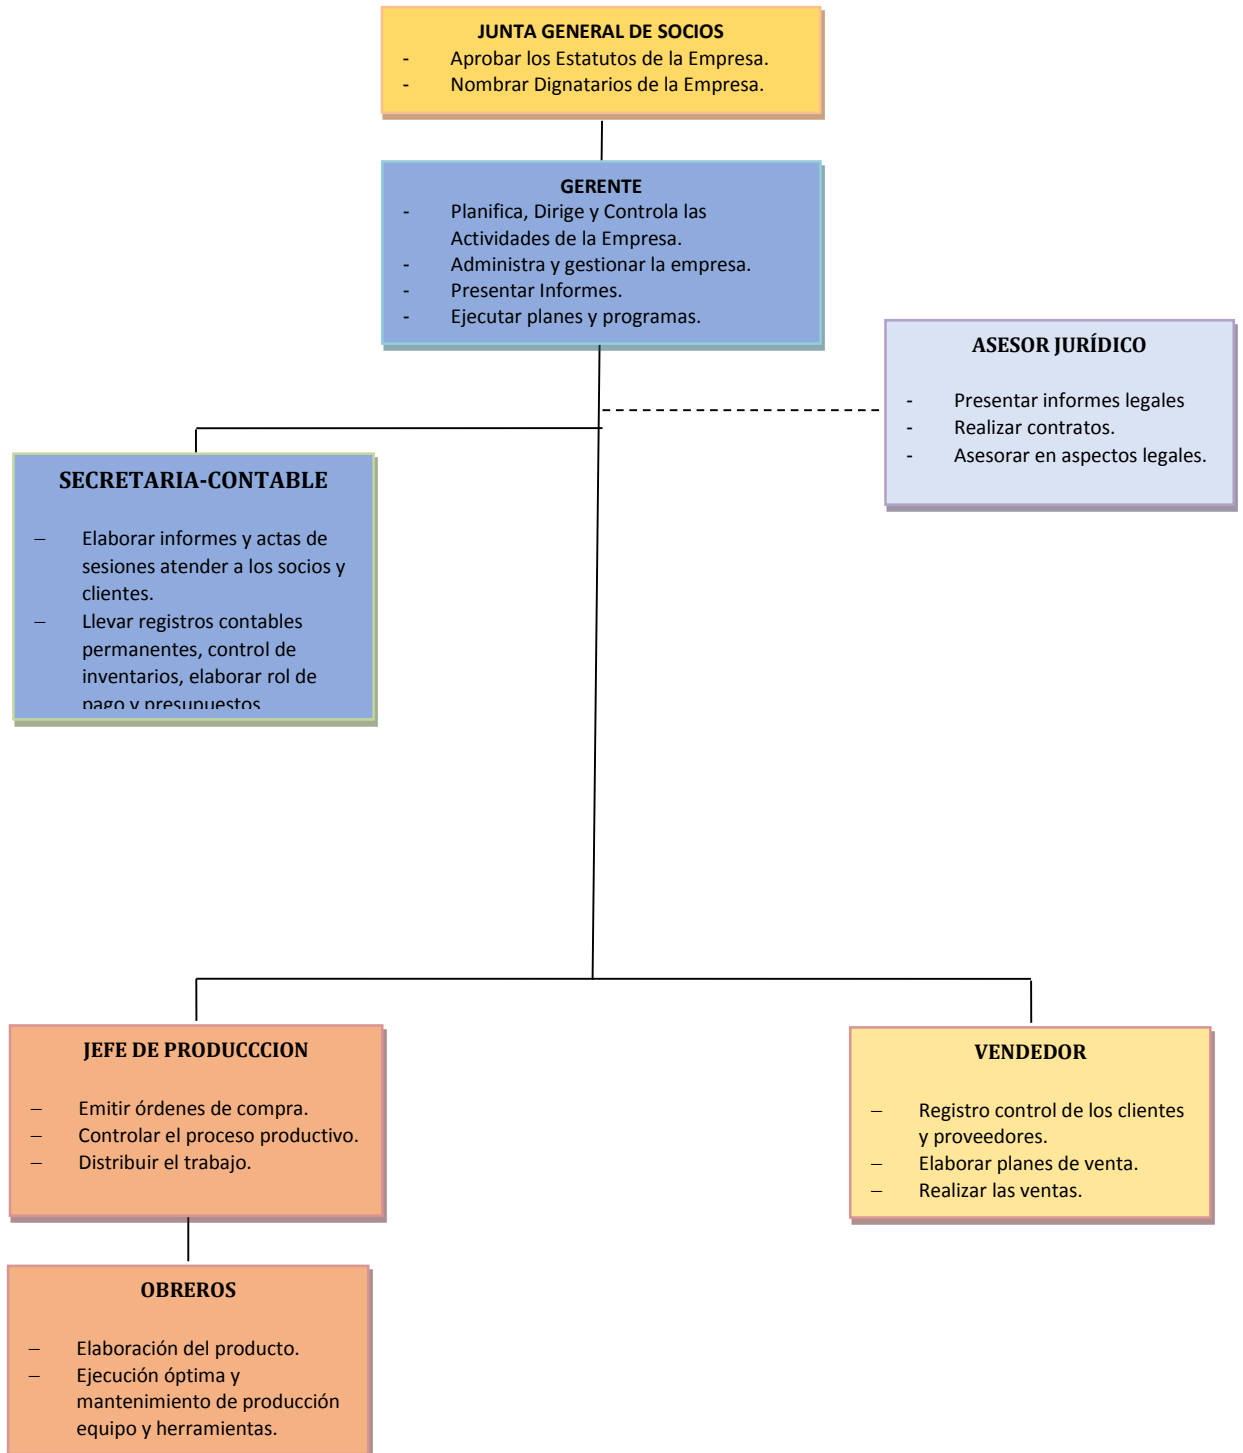 JUNTA GENERAL DE SOCIOS
- Aprobar los Estatutos de la Empresa.
- Nombrar Dignatarios de la Empresa.
GERENTE
- Planifica, Dirige y Controla las
Actividades de la Empresa.
- Administra y gestionar la empresa.
- Presentar Informes.
- Ejecutar planes y programas.
ASESOR JURÍDICO
- Presentar informes legales
- Realizar contratos.
- Asesorar en aspectos legales.
SECRETARIA-CONTABLE
– Elaborar informes y actas de
sesiones atender a los socios y
clientes.
– Llevar registros contables
permanentes, control de
inventarios, elaborar rol de
pago y presupuestos
JEFE DE PRODUCCCION
– Emitir órdenes de compra.
– Controlar el proceso productivo.
– Distribuir el trabajo.
VENDEDOR
– Registro control de los clientes
y proveedores.
– Elaborar planes de venta.
– Realizar las ventas.
OBREROS
– Elaboración del producto.
– Ejecución óptima y
mantenimiento de producción
equipo y herramientas.